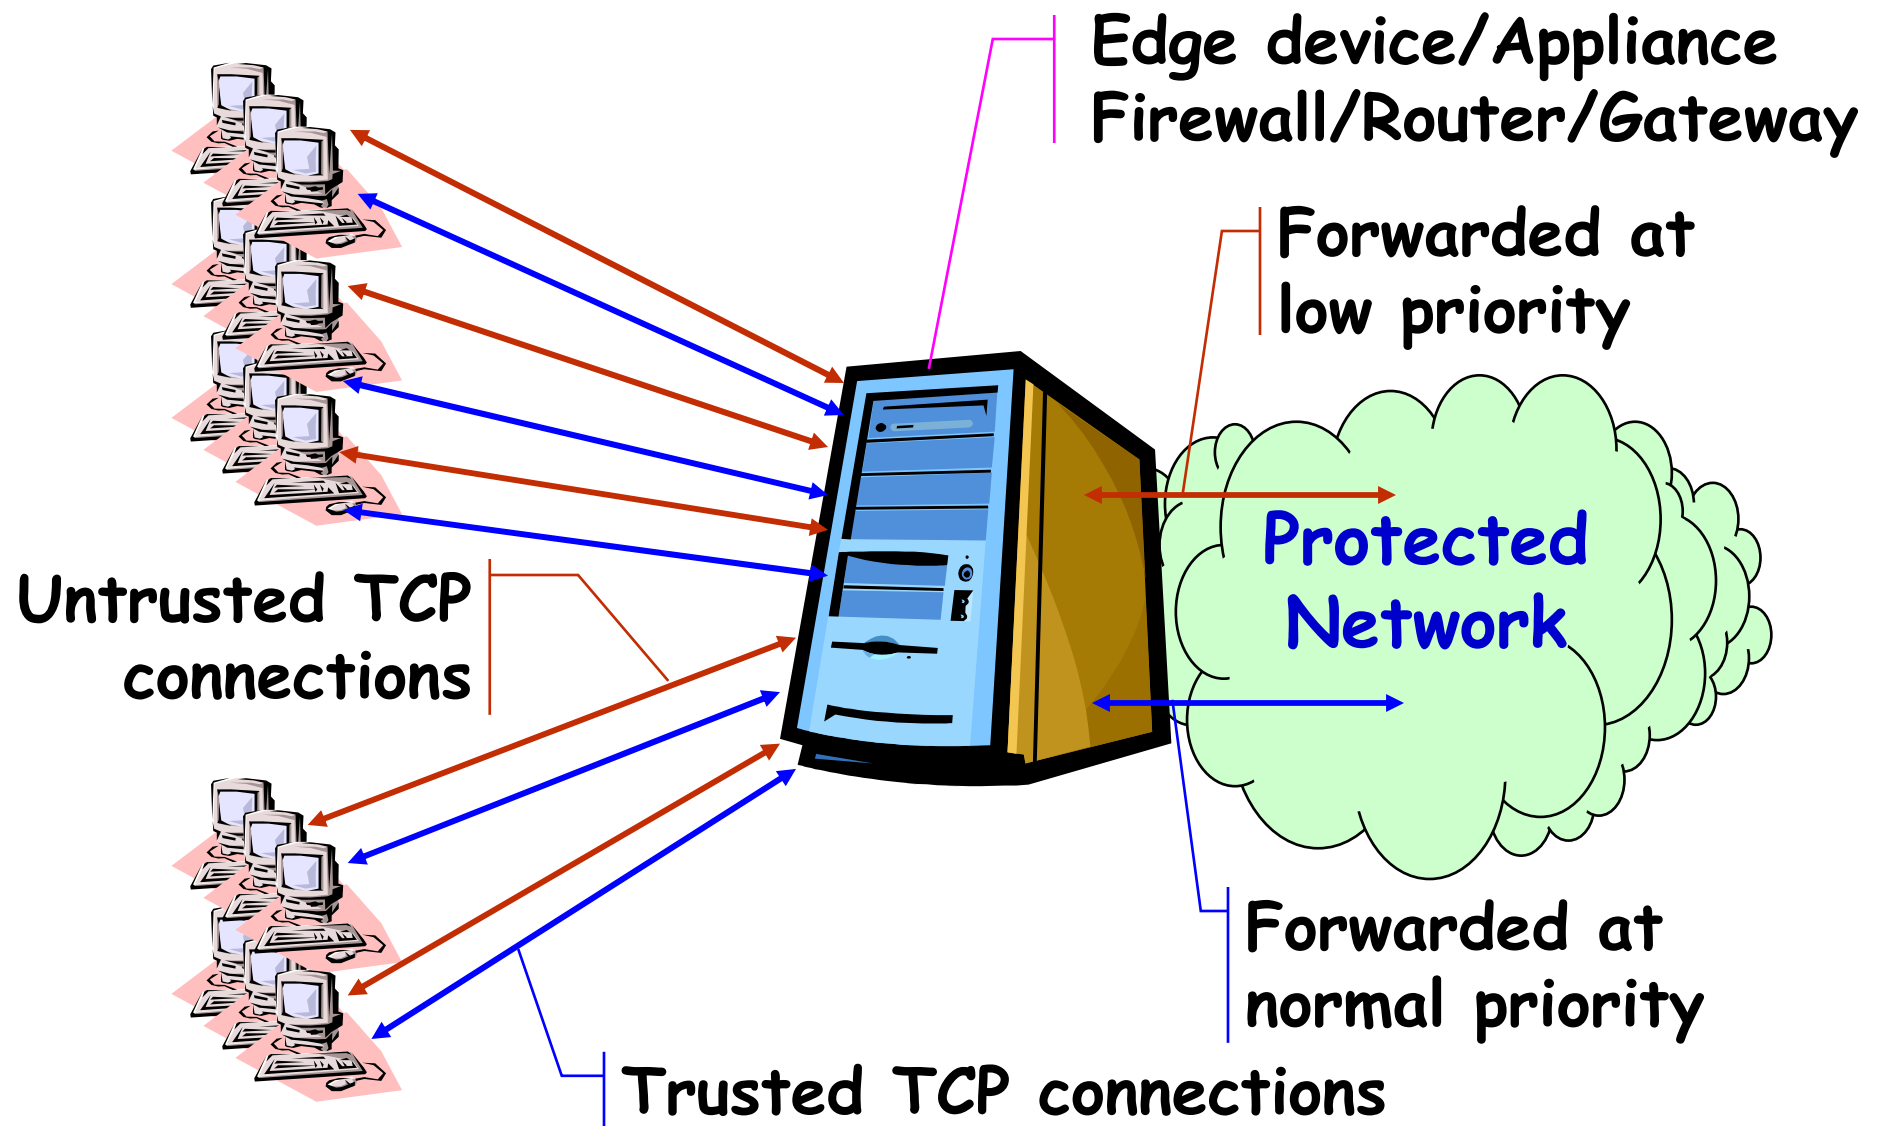 Edge device/Appliance
Firewall/Router/Gateway
Forwarded at
low priority
Protected
Network
Untrusted TCP
connections
Forwarded at
normal priority
Trusted TCP connections